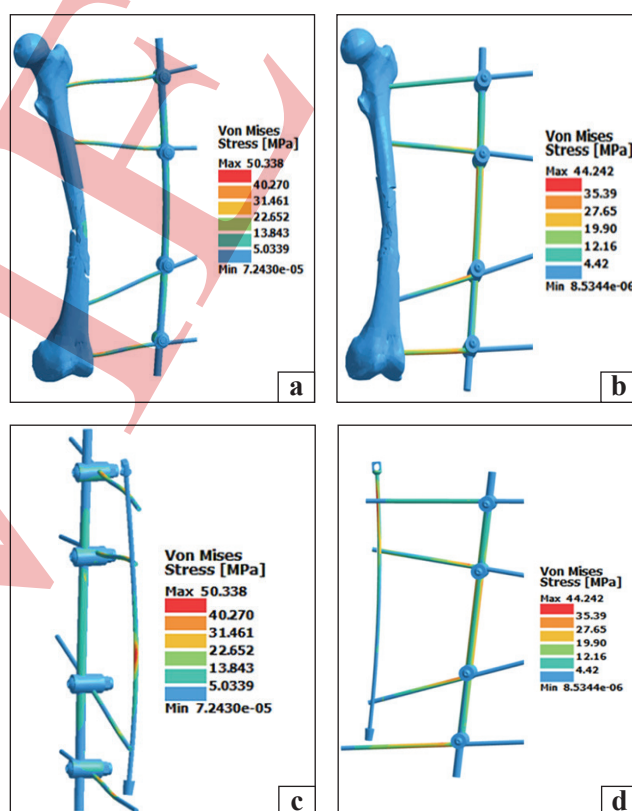 Von Mises
Stress [MPa]
Max 50.338
40.270
31.461
22.652
13.843
5.0339
Min 7.2430e-05
a
Von Mises
Stress [MPa]
Max 44.242
35.39
27.65
19.90
12.16
4.42
Min 8.5344e-06
b
Von Mises
Stress [MPa]
Max 50.338
40.270
31.461
22.652
13.843
5.0339
Min 7.2430e-05
c
Von Mises
Stress [MPa]
Max 44.242
35.39
27.65
19.90
12.16
4.42
Min 8.5344e-06
d